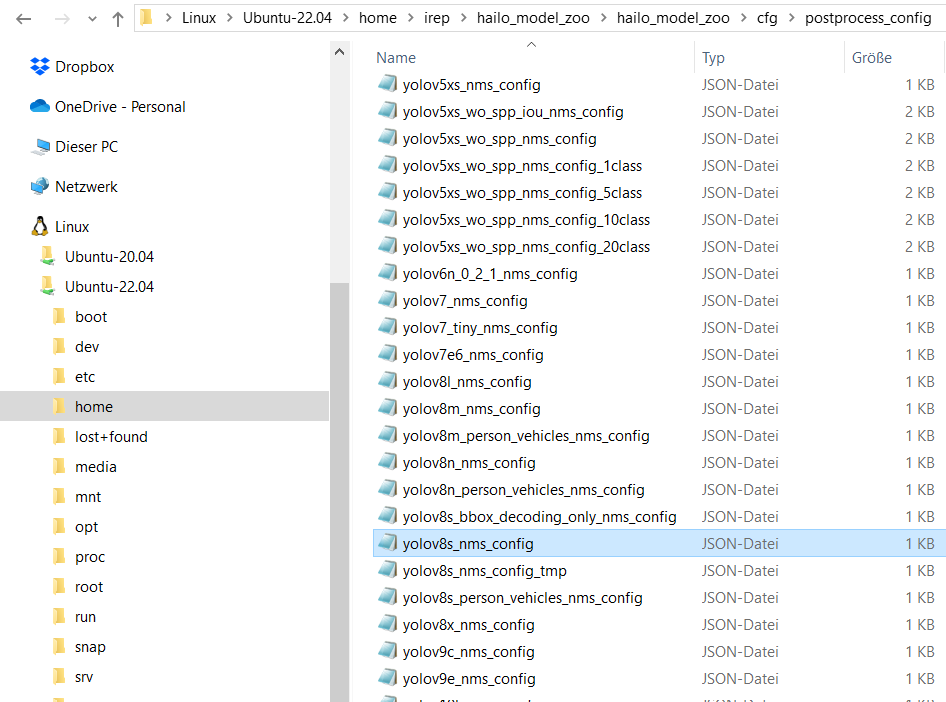 Linux > Ubuntu-22.04 > home > irep > hailo_model_zoo > hailo_model_zoo > cfg > postprocess_config
Dropbox
OneDrive - Personal
Dieser PC
Netzwerk
Linux
Ubuntu-20.04
Ubuntu-22.04
boot
dev
etc
home
lost+found
media
mnt
opt
proc
root
run
snap
srv
Name Typ Größe
yolov5xs_nms_config JSON-Datei 1 KB
yolov5xs_wo_spp_iou_nms_config JSON-Datei 2 KB
yolov5xs_wo_spp_nms_config JSON-Datei 2 KB
yolov5xs_wo_spp_nms_config_1class JSON-Datei 2 KB
yolov5xs_wo_spp_nms_config_5class JSON-Datei 2 KB
yolov5xs_wo_spp_nms_config_10class JSON-Datei 2 KB
yolov5xs_wo_spp_nms_config_20class JSON-Datei 2 KB
yolov6n_0_2_1_nms_config JSON-Datei 1 KB
yolov7_nms_config JSON-Datei 1 KB
yolov7_tiny_nms_config JSON-Datei 1 KB
yolov7e6_nms_config JSON-Datei 1 KB
yolov8l_nms_config JSON-Datei 1 KB
yolov8m_nms_config JSON-Datei 1 KB
yolov8m_person_vehicles_nms_config JSON-Datei 1 KB
yolov8n_nms_config JSON-Datei 1 KB
yolov8n_person_vehicles_nms_config JSON-Datei 1 KB
yolov8s_bbox_decoding_only_nms_config JSON-Datei 1 KB
yolov8s_nms_config JSON-Datei 1 KB
yolov8s_nms_config_tmp JSON-Datei 1 KB
yolov8s_person_vehicles_nms_config JSON-Datei 1 KB
yolov8x_nms_config JSON-Datei 1 KB
yolov9c_nms_config JSON-Datei 1 KB
yolov9e_nms_config JSON-Datei 1 KB